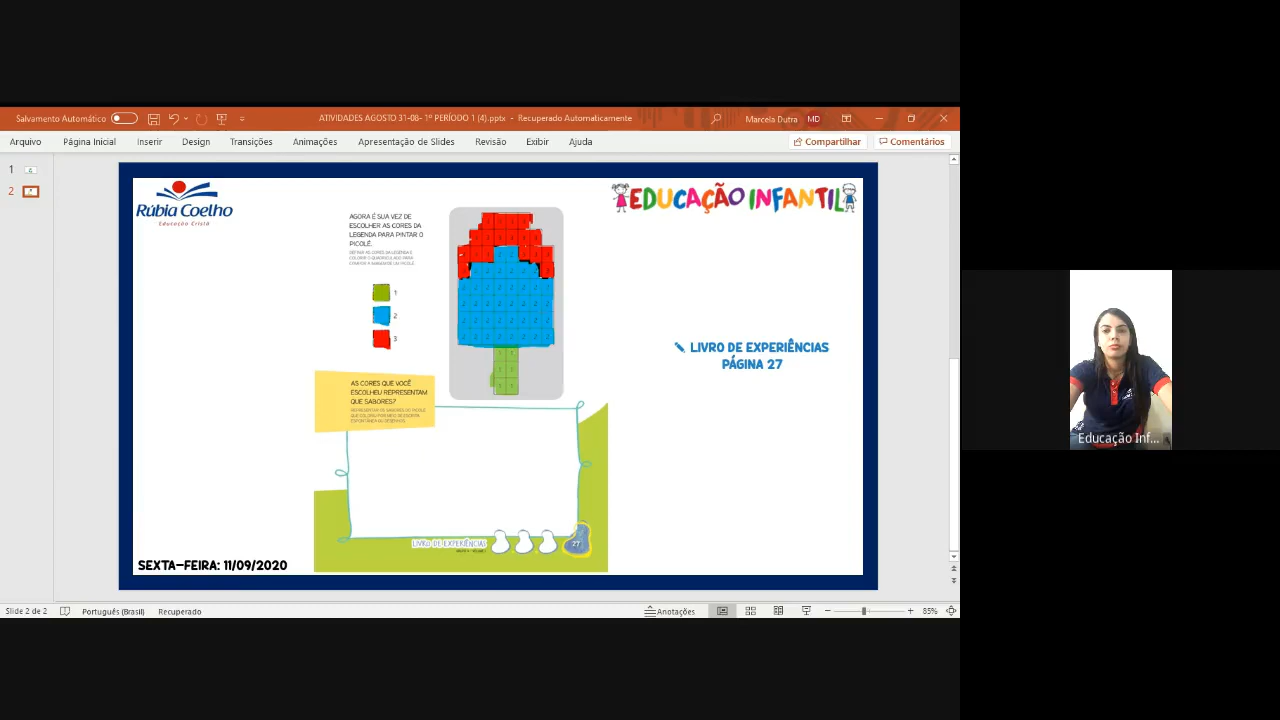 Salvamento Automático
ATIVIDADES AGOSTO 31-08- 1º PERÍODO 1 (4).pptx - Recuperado Automaticamente
Marcela Dutra MD
Arquivo Página Inicial Inserir Design Transições Animações Apresentação de Slides Revisão Exibir Ajuda Compartilhar Comentários
1
2
Rúbia Coelho
Educação Cristã
EDUCAÇÃO INFANTIL
AGORA É SUA VEZ DE
ESCOLHER AS CORES DA
LEGENDA PARA PINTAR O
PICOLÉ.
1
2
3
LIVRO DE EXPERIÊNCIAS
PÁGINA 27
AS CORES QUE VOCÊ
ESCOLHEU REPRESENTAM
QUE SABORES?
LIVRO DE EXPERIÊNCIAS
27
SEXTA-FEIRA: 11/09/2020
Educação Inf...
Slide 2 de 2 Português (Brasil) Recuperado Anotações 85%